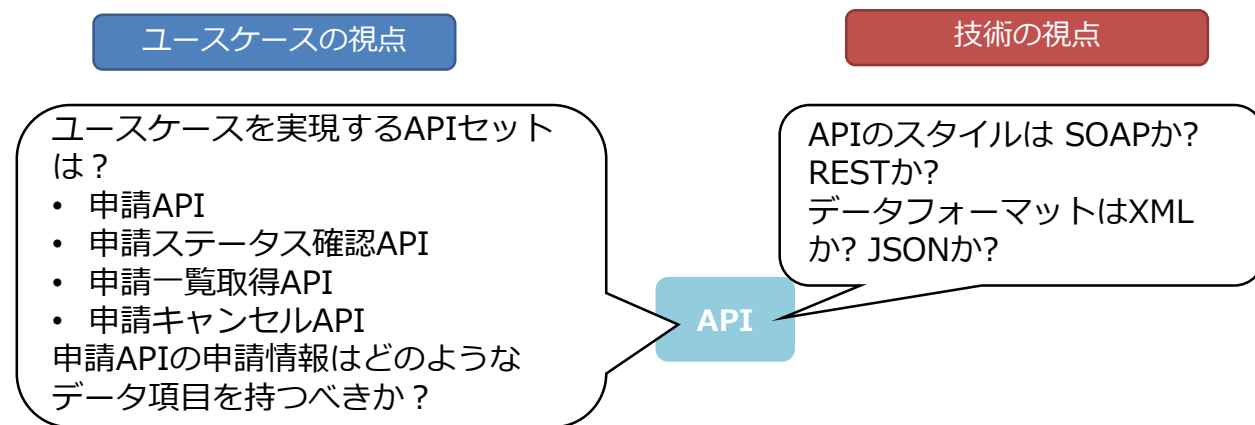 ユースケースの視点
技術の視点
ユースケースを実現するAPIセット
は？
• 申請API
• 申請ステータス確認API
• 申請一覧取得API
• 申請キャンセルAPI
申請APIの申請情報はどのような
データ項目を持つべきか？
APIのスタイルは SOAPか?
RESTか?
データフォーマットはXML
か? JSONか?
API